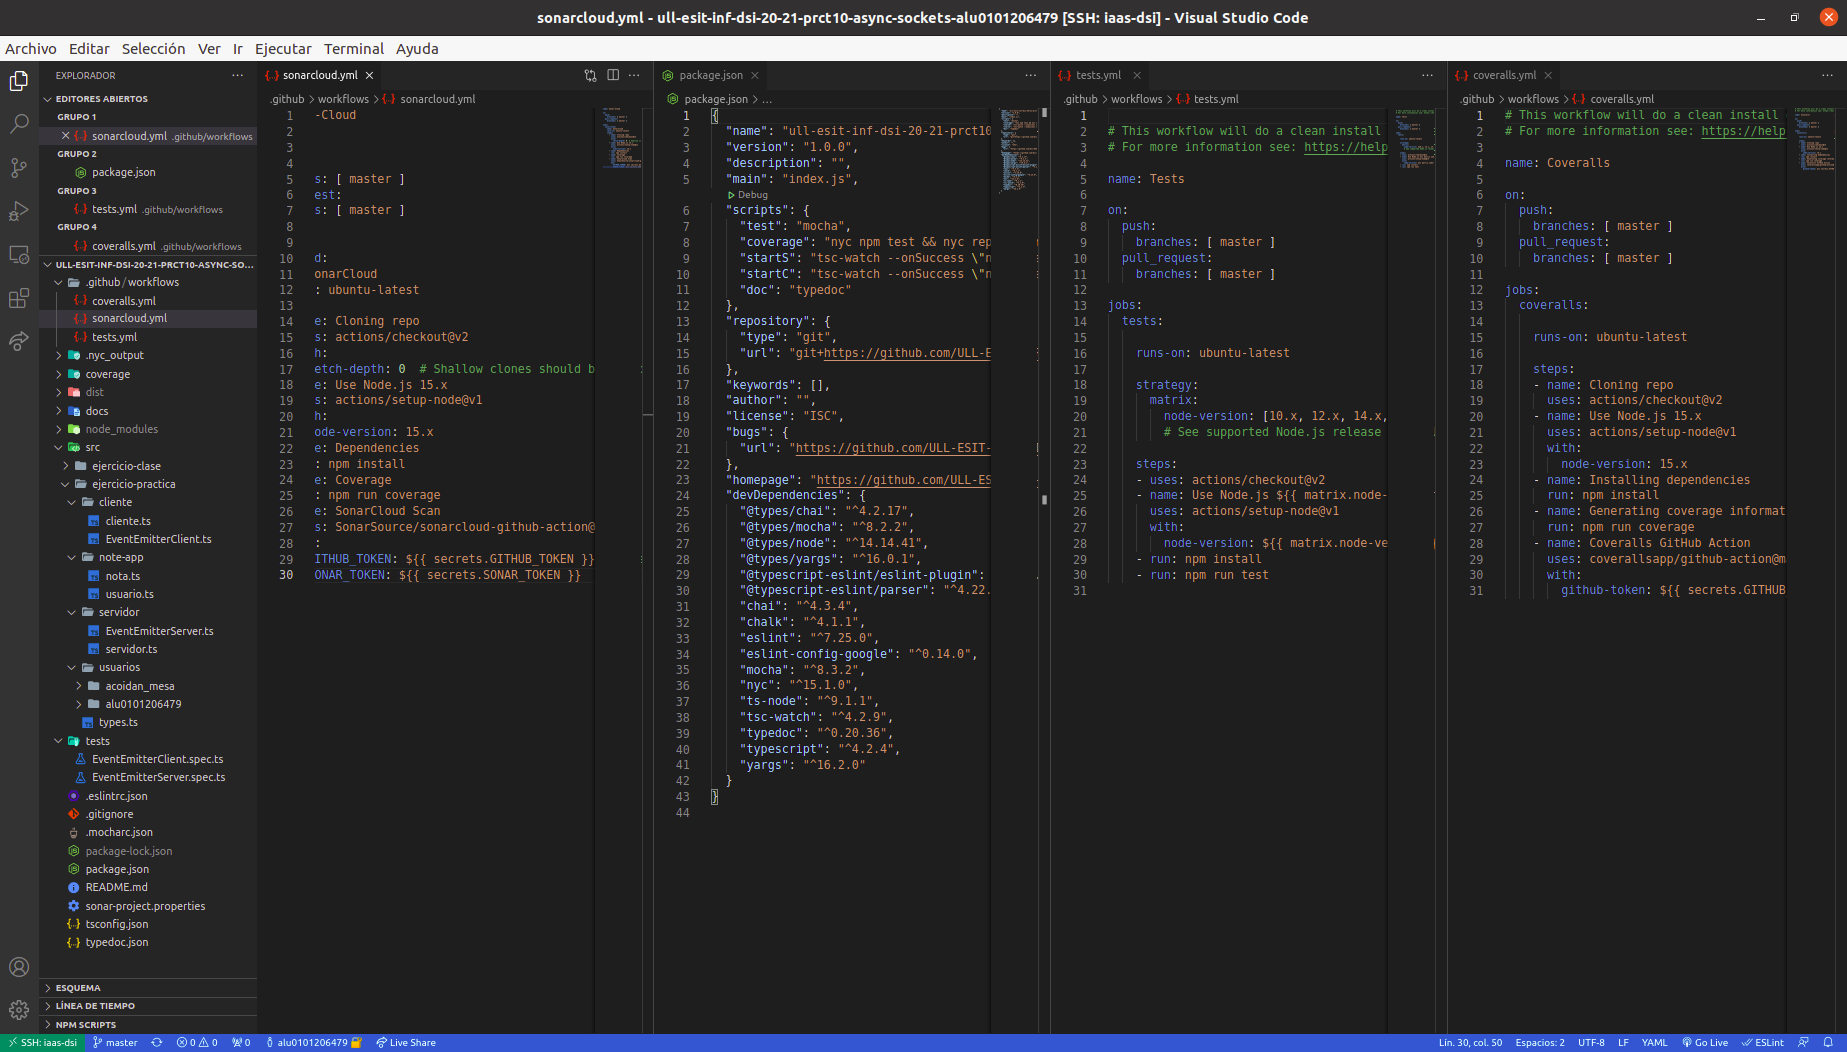 sonarcloud.yml - ull-esit-inf-dsi-20-21-prct10-async-sockets-alu0101206479 [SSH: iaas-dsi] - Visual Studio Code
Archivo Editar Selección Ver Ir Ejecutar Terminal Ayuda
EXPLORADOR
EDITORES ABIERTOS
GRUPO 1
sonarcloud.yml .github/workflows
GRUPO 2
package.json
GRUPO 3
tests.yml .github/workflows
GRUPO 4
coveralls.yml .github/workflows
ULL-ESIT-INF-DSI-20-21-PRCT10-ASYNC-SO...
.github / workflows
coveralls.yml
sonarcloud.yml
tests.yml
.nyc_output
coverage
dist
docs
node_modules
src
ejercicio-clase
ejercicio-practica
cliente
cliente.ts
EventEmitterClient.ts
note-app
nota.ts
usuario.ts
servidor
EventEmitterServer.ts
servidor.ts
usuarios
acoidan_mesa
alu0101206479
types.ts
tests
EventEmitterClient.spec.ts
EventEmitterServer.spec.ts
.eslintrc.json
.gitignore
.mocharc.json
package-lock.json
package.json
README.md
sonar-project.properties
tsconfig.json
typedoc.json
ESQUEMA
LÍNEA DE TIEMPO
NPM SCRIPTS
sonarcloud.yml
.github > workflows > sonarcloud.yml
1 -Cloud
2
3
4
5 s: [ master ]
6 est:
7 s: [ master ]
8
9
10 d:
11 onarCloud
12 : ubuntu-latest
13
14 e: Cloning repo
15 s: actions/checkout@v2
16 h:
17 etch-depth: 0  # Shallow clones should b
18 e: Use Node.js 15.x
19 s: actions/setup-node@v1
20 h:
21 ode-version: 15.x
22 e: Dependencies
23 : npm install
24 e: Coverage
25 : npm run coverage
26 e: SonarCloud Scan
27 s: SonarSource/sonarcloud-github-action@
28 :
29 ITHUB_TOKEN: ${{ secrets.GITHUB_TOKEN }}
30 ONAR_TOKEN: ${{ secrets.SONAR_TOKEN }}
package.json
package.json > ...
1 {
2 "name": "ull-esit-inf-dsi-20-21-prct10
3 "version": "1.0.0",
4 "description": "",
5 "main": "index.js",
Debug
6 "scripts": {
7 "test": "mocha",
8 "coverage": "nyc npm test && nyc rep
9 "startS": "tsc-watch --onSuccess \"n
10 "startC": "tsc-watch --onSuccess \"n
11 "doc": "typedoc"
12 },
13 "repository": {
14 "type": "git",
15 "url": "git+https://github.com/ULL-E
16 },
17 "keywords": [],
18 "author": "",
19 "license": "ISC",
20 "bugs": {
21 "url": "https://github.com/ULL-ESIT-
22 },
23 "homepage": "https://github.com/ULL-ES
24 "devDependencies": {
25 "@types/chai": "^4.2.17",
26 "@types/mocha": "^8.2.2",
27 "@types/node": "^14.14.41",
28 "@types/yargs": "^16.0.1",
29 "@typescript-eslint/eslint-plugin":
30 "@typescript-eslint/parser": "^4.22.
31 "chai": "^4.3.4",
32 "chalk": "^4.1.1",
33 "eslint": "^7.25.0",
34 "eslint-config-google": "^0.14.0",
35 "mocha": "^8.3.2",
36 "nyc": "^15.1.0",
37 "ts-node": "^9.1.1",
38 "tsc-watch": "^4.2.9",
39 "typedoc": "^0.20.36",
40 "typescript": "^4.2.4",
41 "yargs": "^16.2.0"
42 }
43 }
44
tests.yml
.github > workflows > tests.yml
1
2 # This workflow will do a clean install
3 # For more information see: https://help
4
5 name: Tests
6
7 on:
8 push:
9 branches: [ master ]
10 pull_request:
11 branches: [ master ]
12
13 jobs:
14 tests:
15
16 runs-on: ubuntu-latest
17
18 strategy:
19 matrix:
20 node-version: [10.x, 12.x, 14.x,
21 # See supported Node.js release
22
23 steps:
24 - uses: actions/checkout@v2
25 - name: Use Node.js ${{ matrix.node-
26 uses: actions/setup-node@v1
27 with:
28 node-version: ${{ matrix.node-ve
29 - run: npm install
30 - run: npm run test
31
coveralls.yml
.github > workflows > coveralls.yml
1 # This workflow will do a clean install
2 # For more information see: https://help
3
4 name: Coveralls
5
6 on:
7 push:
8 branches: [ master ]
9 pull_request:
10 branches: [ master ]
11
12 jobs:
13 coveralls:
14
15 runs-on: ubuntu-latest
16
17 steps:
18 - name: Cloning repo
19 uses: actions/checkout@v2
20 - name: Use Node.js 15.x
21 uses: actions/setup-node@v1
22 with:
23 node-version: 15.x
24 - name: Installing dependencies
25 run: npm install
26 - name: Generating coverage informat
27 run: npm run coverage
28 - name: Coveralls GitHub Action
29 uses: coverallsapp/github-action@m
30 with:
31 github-token: ${{ secrets.GITHUB
SSH: iaas-dsi master 0 0 0 alu0101206479 Live Share Lín. 30, col. 50 Espacios: 2 UTF-8 LF YAML Go Live ESLint